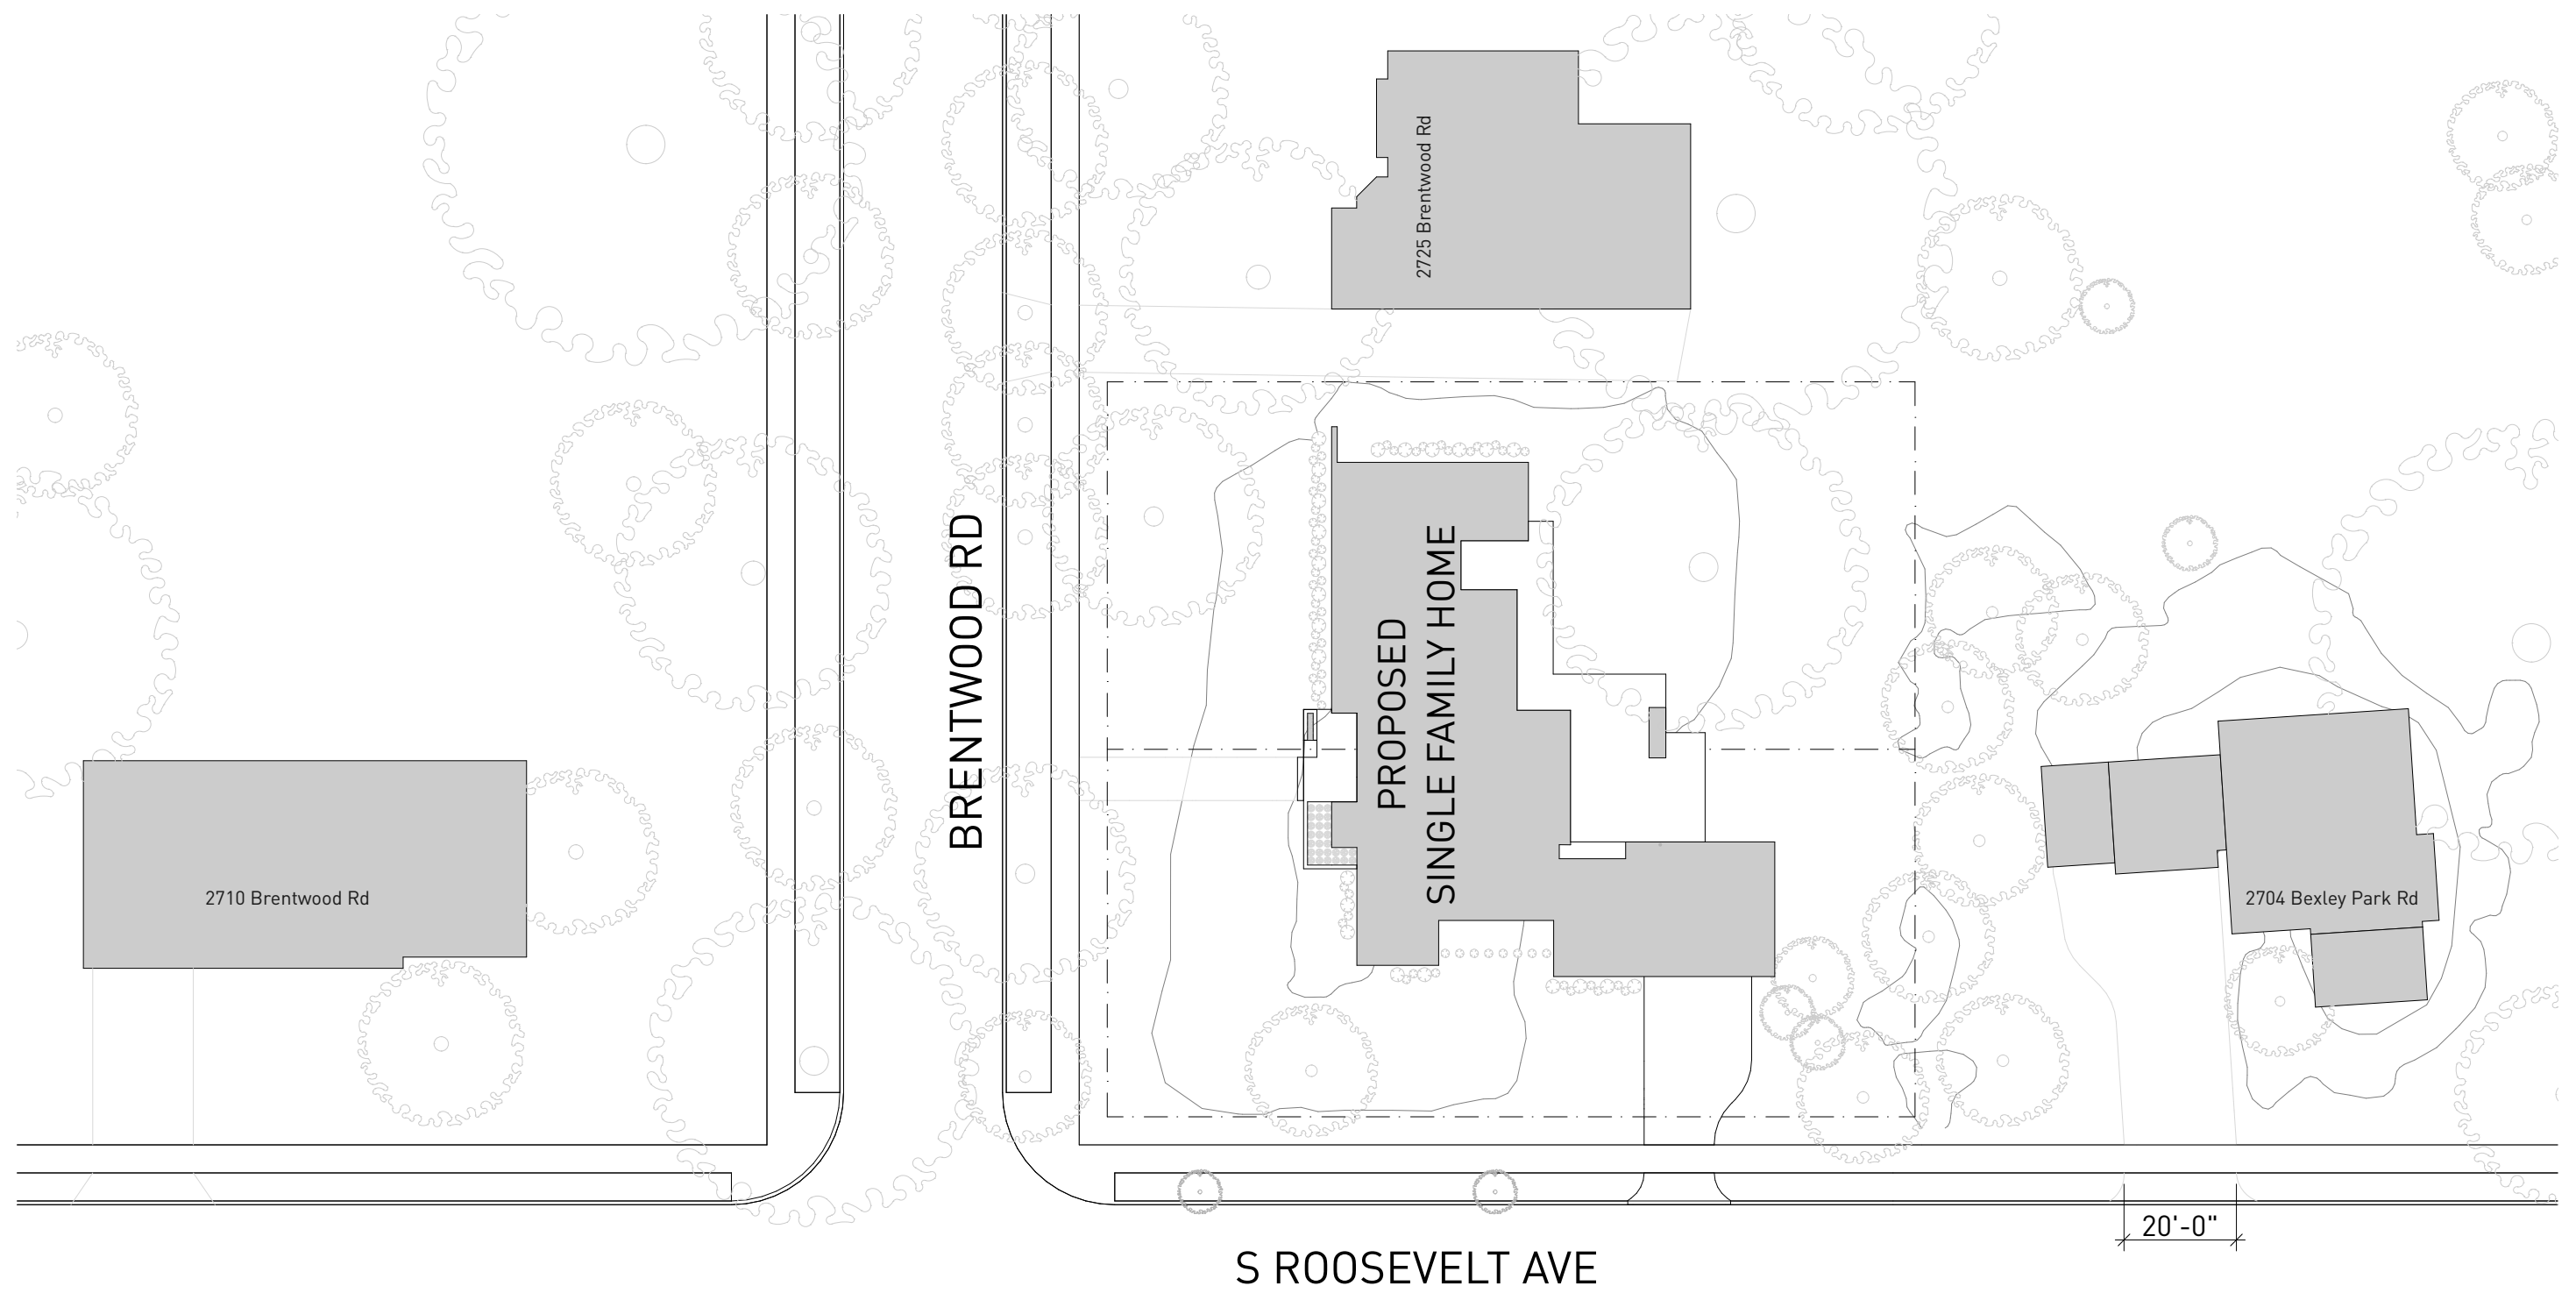 2725 Brentwood Rd
BRENTWOOD RD
PROPOSED
SINGLE FAMILY HOME
2710 Brentwood Rd
2704 Bexley Park Rd
20'-0"
S ROOSEVELT AVE